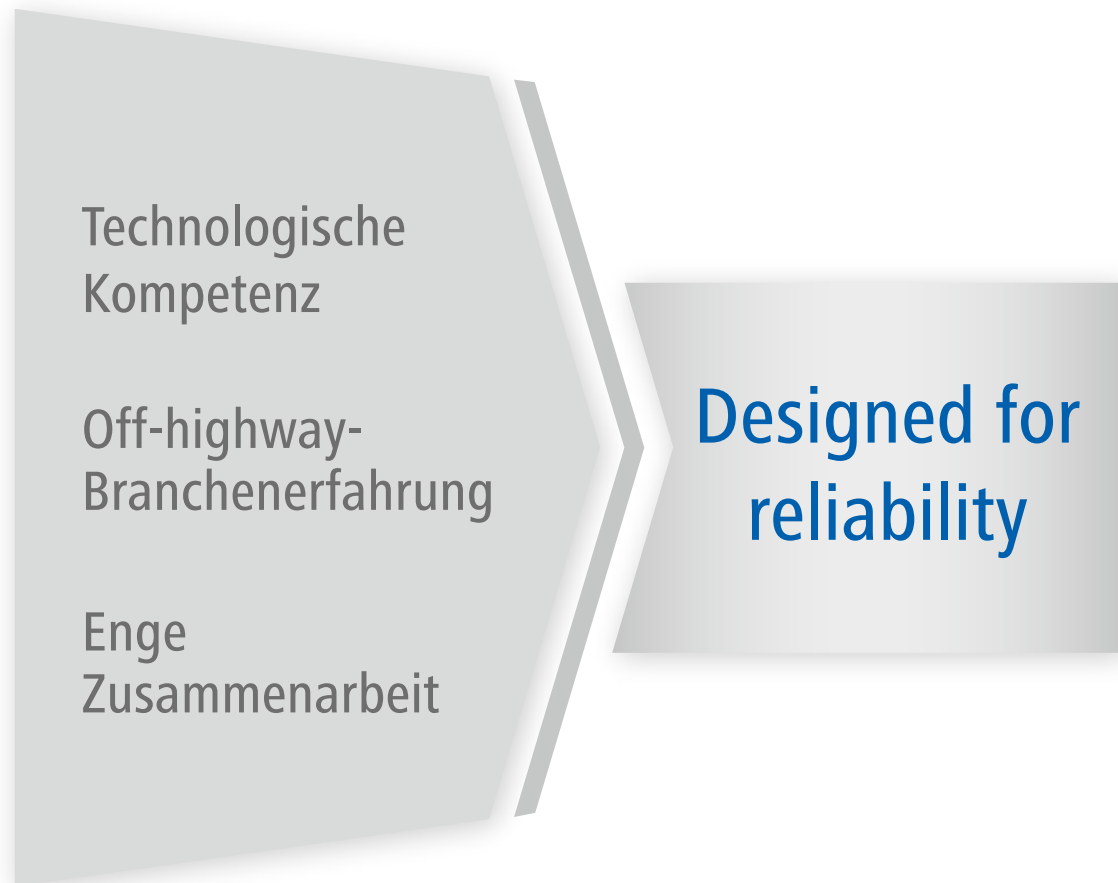 Technologische
Kompetenz
Off-highway-
Branchenerfahrung
Enge
Zusammenarbeit
Designed for
reliability